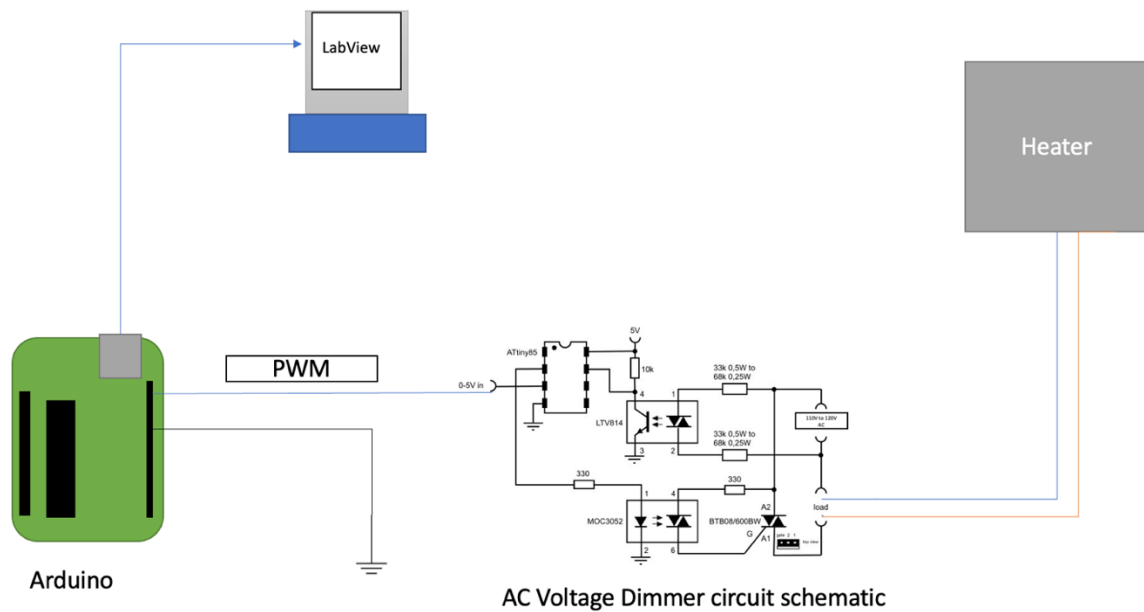 LabView
Heater
PWM
Arduino
ATtiny85
5V
10k
0-5V in
4
LTV814
3
1
2
33k 0,5W to
68k 0,25W
33k 0,5W to
68k 0,25W
110V to 120V
AC
330
330
1
4
MOC3052
2
6
BTB08/600BW
A2
G
A1
load
AC Voltage Dimmer circuit schematic